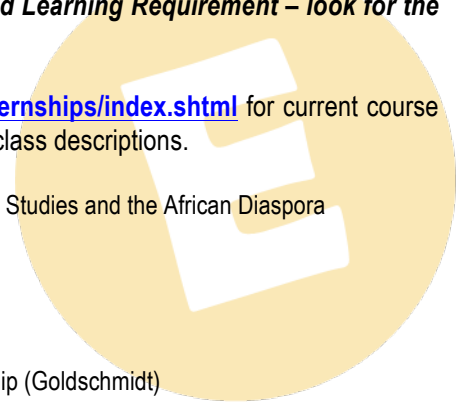 d Learning Requirement – look for the
ernships/index.shtml for current course
class descriptions.
Studies and the African Diaspora
E
ip (Goldschmidt)